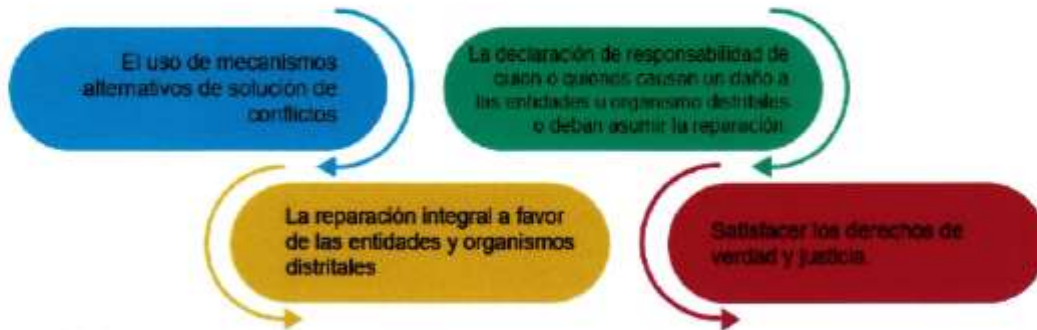 El uso de mecanismos
alternativos de solución de
conflictos
La reparación integral a favor
de las entidades y organismos
distritales
La declaración de responsabilidad de
quien o quienes causan un daño a
las entidades u organismo distritales
o deban asumir la reparación.
Satisfacer los derechos de
verdad y justicia.